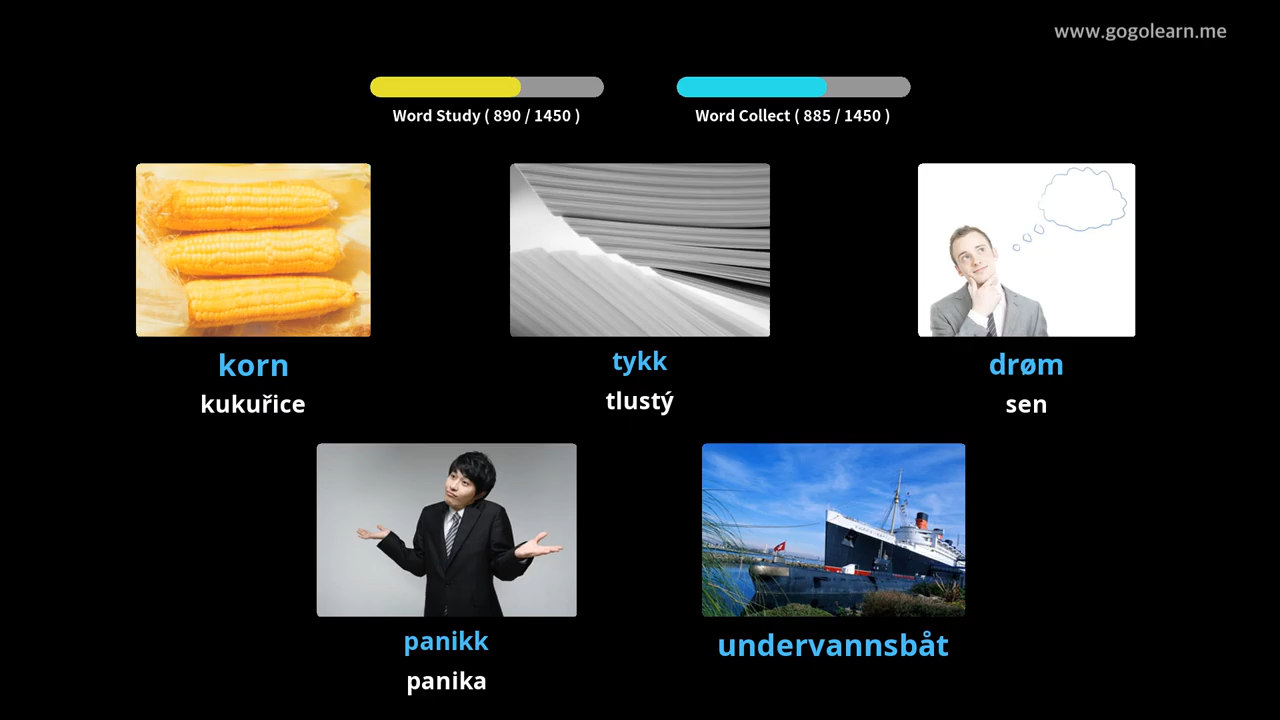 www.gogolearn.me
Word Study ( 890 / 1450 )
Word Collect ( 885 / 1450 )
korn
kukuřice
tykk
tlustý
drøm
sen
panikk
panika
undervannsbåt